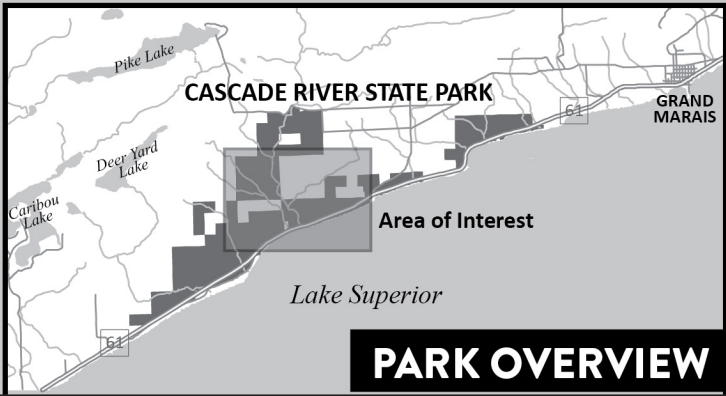 Pike Lake
CASCADE RIVER STATE PARK
61
GRAND
MARAIS
Deer Yard
Lake
Caribou
Lake
Area of Interest
Lake Superior
61
PARK OVERVIEW